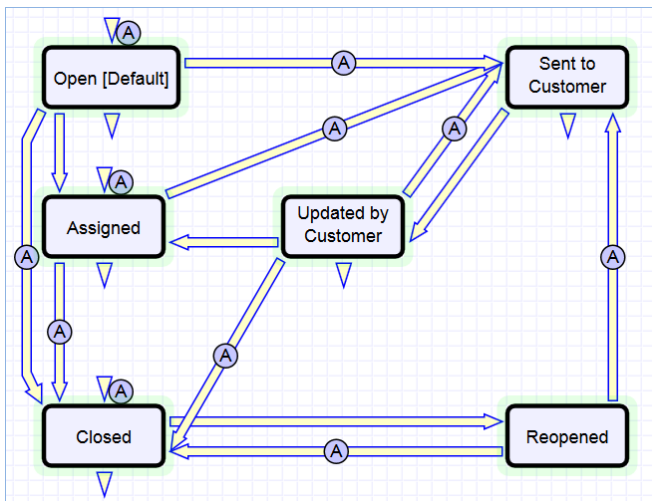 A
Open [Default]
A
Sent to
Customer
A
A
A
Assigned
Updated by
Customer
A
A
A
A
A
Closed
Reopened
A